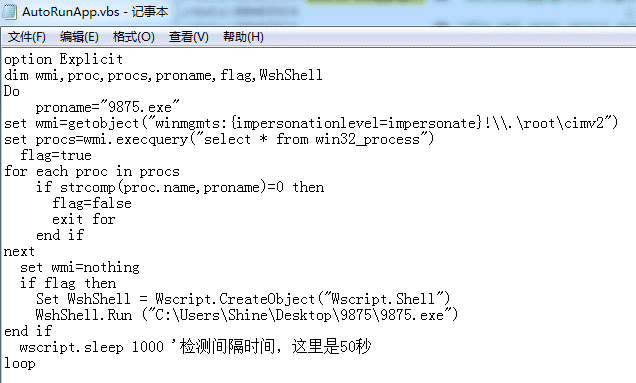 AutoRunApp.vbs - 记事本
文件(F) 编辑(E) 格式(O) 查看(V) 帮助(H)
option Explicit
dim wmi,proc,procs,proname,flag,WshShell
Do
    proname="9875.exe"
set wmi=getobject("winmgmts:{impersonationlevel=impersonate}!\\.\root\cimv2")
set procs=wmi.execquery("select * from win32_process")
  flag=true
for each proc in procs
    if strcomp(proc.name,proname)=0 then
      flag=false
      exit for
    end if
next
  set wmi=nothing
  if flag then
    Set WshShell = Wscript.CreateObject("Wscript.Shell")
    WshShell.Run ("C:\Users\Shine\Desktop\9875\9875.exe")
end if
  wscript.sleep 1000 '检测间隔时间，这里是50秒
loop